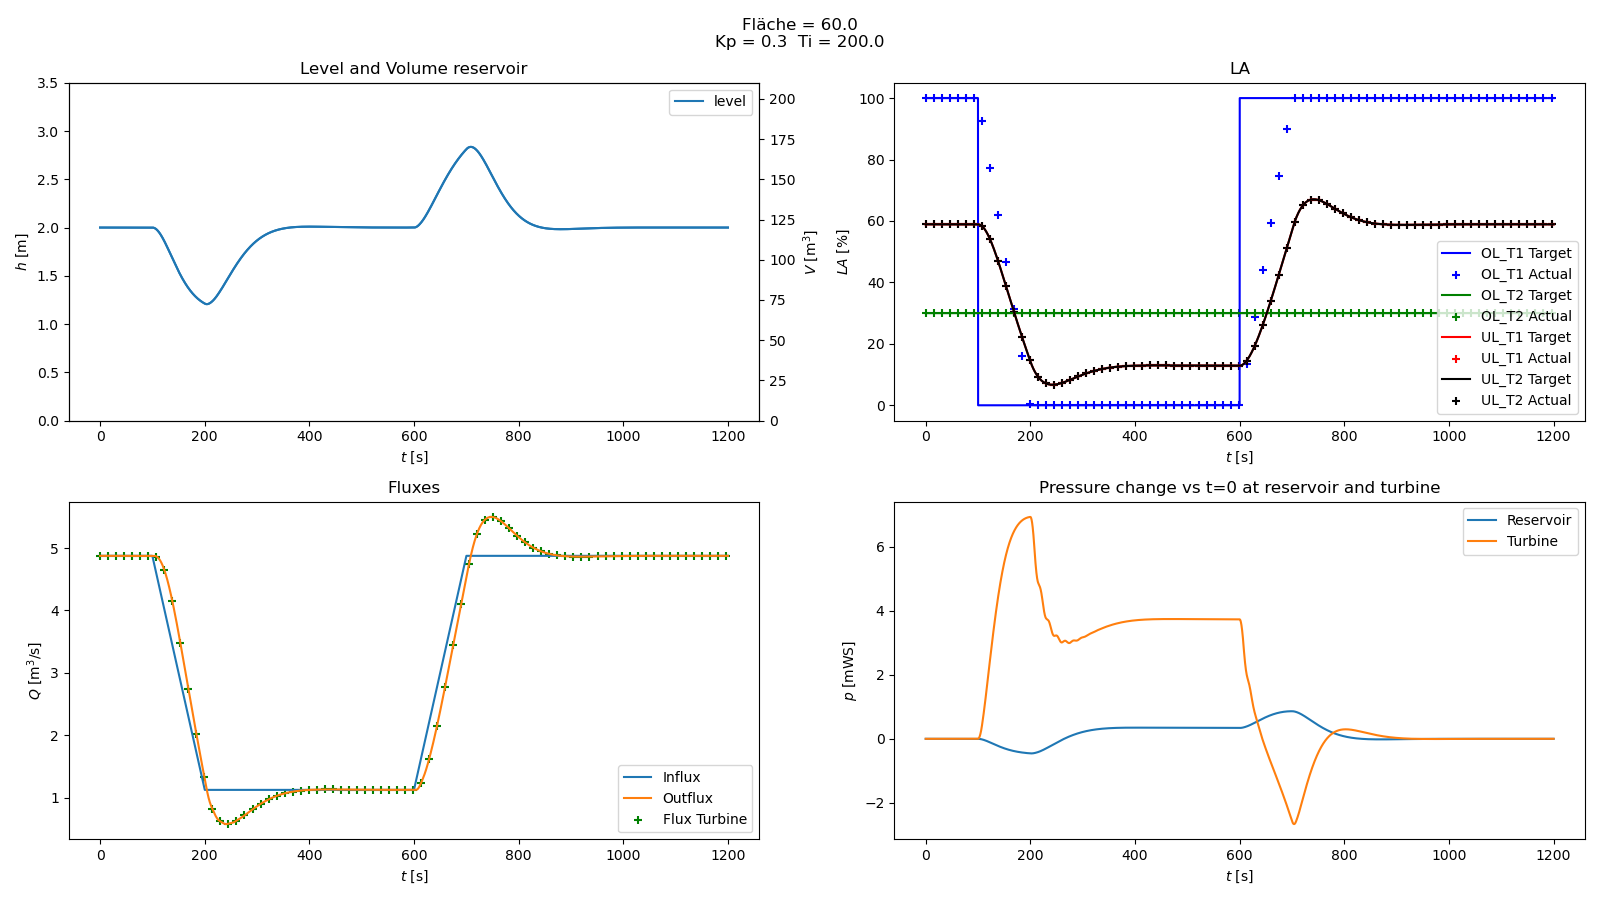 Fläche = 60.0
Kp = 0.3  Ti = 200.0
Level and Volume reservoir
3.5
3.0
2.5
2.0
1.5
1.0
0.5
0.0
h [m]
level
200
175
150
125
100
75
50
25
0
V [m³]
0 200 400 600 800 1000 1200
t [s]
LA
100
80
60
40
20
0
LA [%]
OL_T1 Target
OL_T1 Actual
OL_T2 Target
OL_T2 Actual
UL_T1 Target
UL_T1 Actual
UL_T2 Target
UL_T2 Actual
0 200 400 600 800 1000 1200
t [s]
Fluxes
5
4
3
2
1
Q [m³/s]
Influx
Outflux
Flux Turbine
0 200 400 600 800 1000 1200
t [s]
Pressure change vs t=0 at reservoir and turbine
6
4
2
0
−2
p [mWS]
Reservoir
Turbine
0 200 400 600 800 1000 1200
t [s]